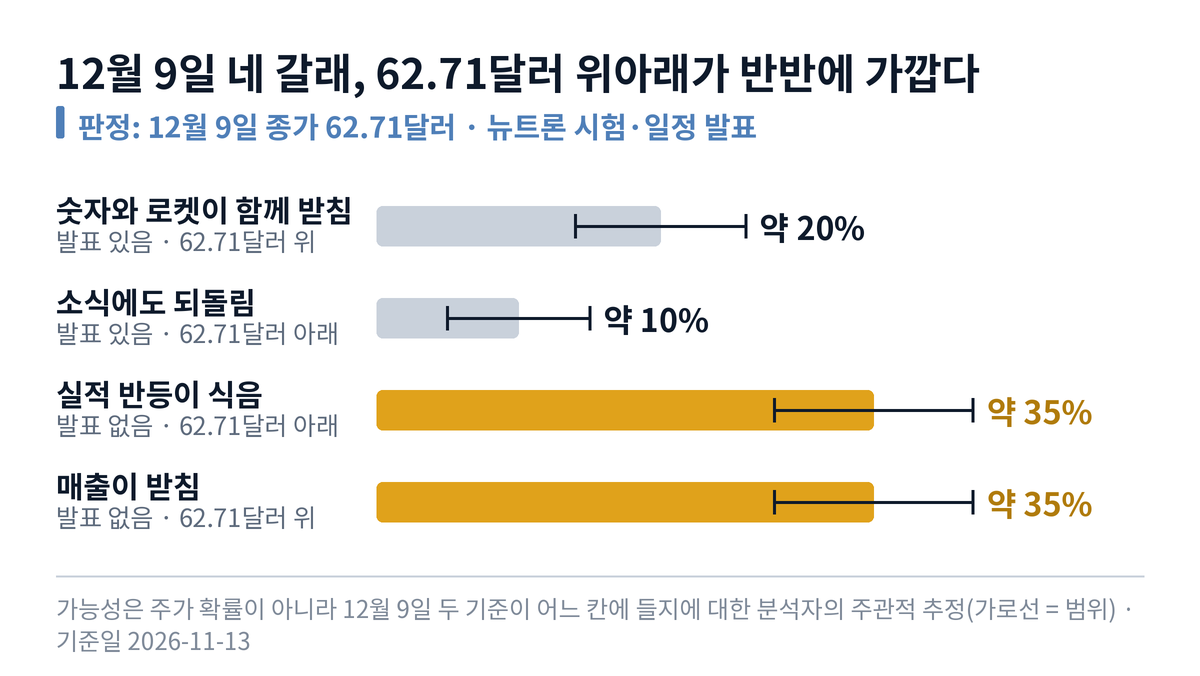 12월 9일 네 갈래, 62.71달러 위아래가 반반에 가깝다
판정: 12월 9일 종가 62.71달러 · 뉴트론 시험·일정 발표
숫자와 로켓이 함께 받침
발표 있음 · 62.71달러 위
약 20%
소식에도 되돌림
발표 있음 · 62.71달러 아래
약 10%
실적 반등이 식음
발표 없음 · 62.71달러 아래
약 35%
매출이 받침
발표 없음 · 62.71달러 위
약 35%
가능성은 주가 확률이 아니라 12월 9일 두 기준이 어느 칸에 들지에 대한 분석자의 주관적 추정(가로선 = 범위) ·
기준일 2026-11-13